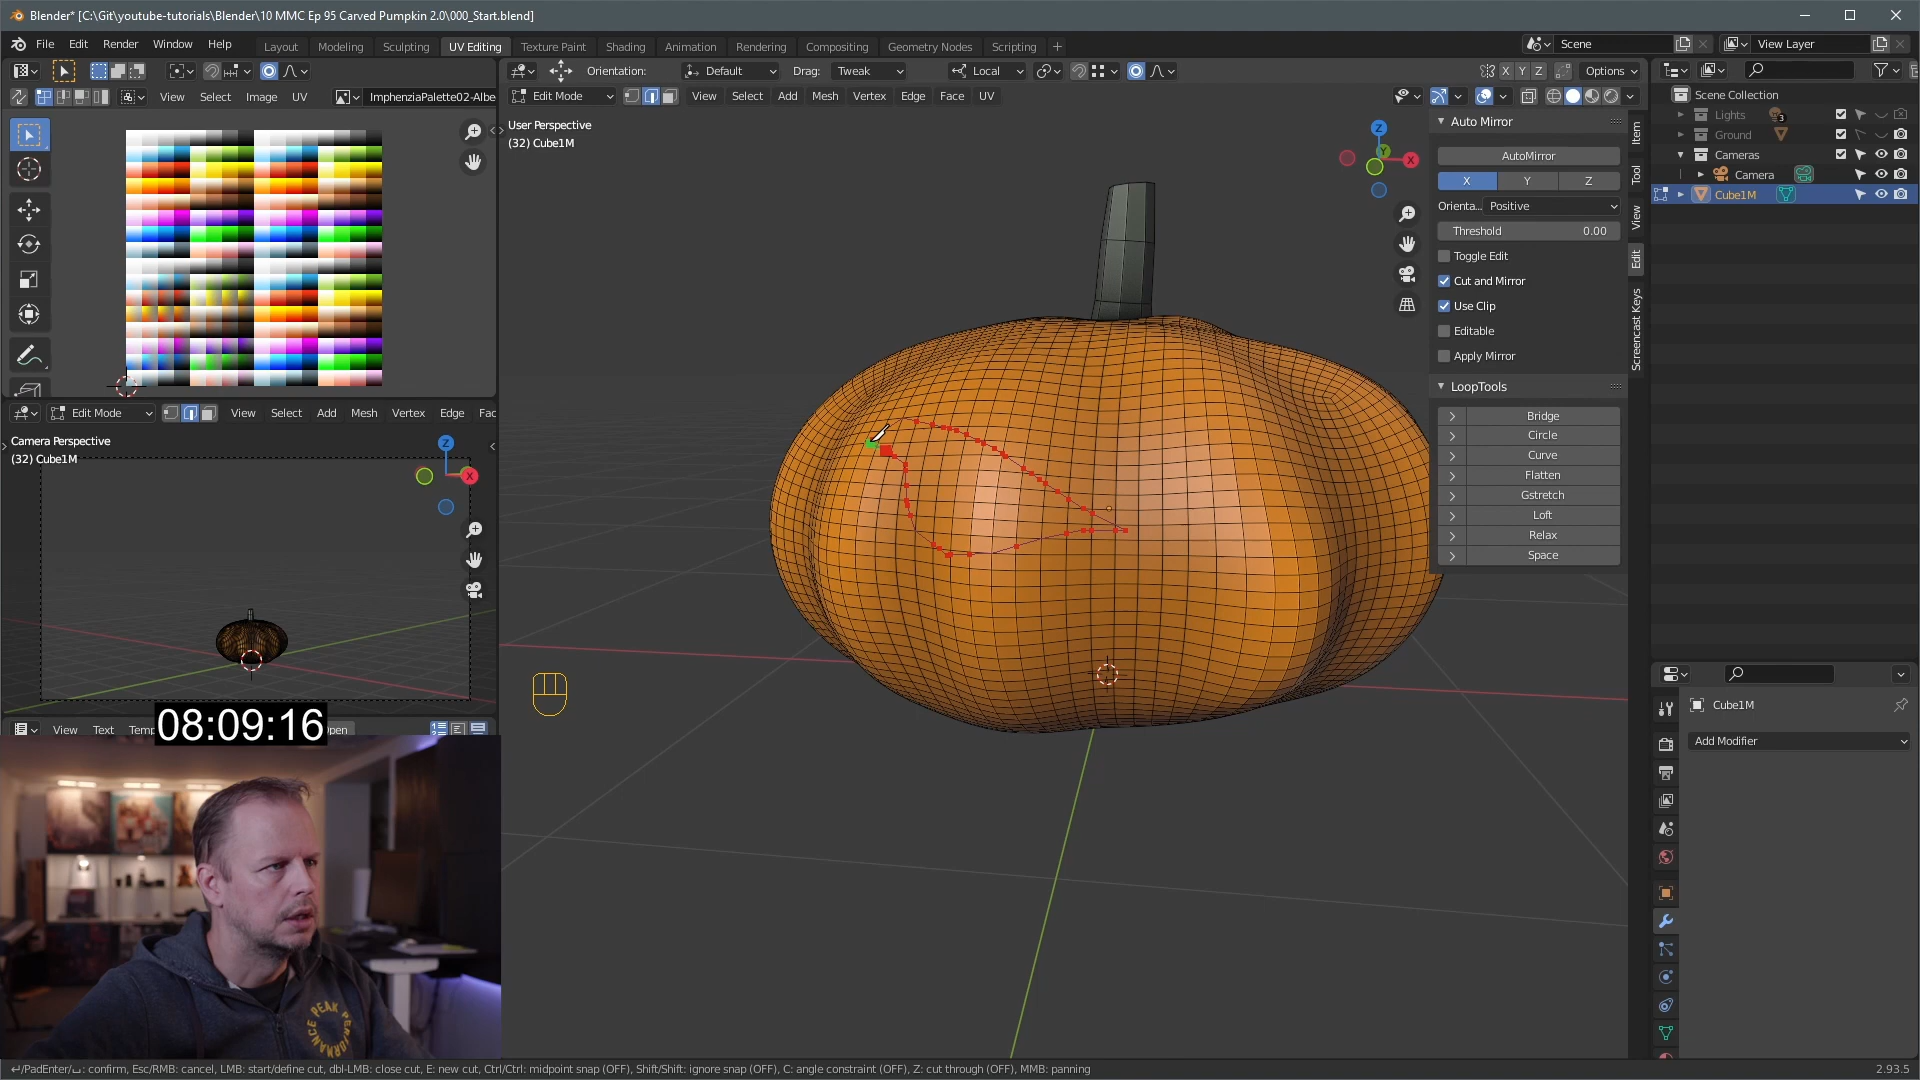 Blender* [C:\Git\youtube-tutorials\Blender\10 MMC Ep 95 Carved Pumpkin 2.0\000_Start.blend]
File Edit Render Window Help Layout Modeling Sculpting UV Editing Texture Paint Shading Animation Rendering Compositing Geometry Nodes Scripting + Scene View Layer
Orientation: Default Drag: Tweak Local X Y Z Options
View Select Image UV ImphenziaPalette02-Albe
Edit Mode View Select Add Mesh Vertex Edge Face UV
User Perspective
(32) Cube1M
Z
Y
X
Auto Mirror
AutoMirror
X Y Z
Orienta... Positive
Threshold 0.00
Toggle Edit
Cut and Mirror
Use Clip
Editable
Apply Mirror
LoopTools
Bridge
Circle
Curve
Flatten
Gstretch
Loft
Relax
Space
Item
Tool
View
Edit
Screencast Keys
Scene Collection
Lights 3
Ground
Cameras
Camera
Cube1M
Edit Mode View Select Add Mesh Vertex Edge Fac
Camera Perspective
(32) Cube1M
Z
X
View Text Temp 08:09:16 Open
PEAK PERFORMANCE
Cube1M
Add Modifier
/PadEnter/: confirm, Esc/RMB: cancel, LMB: start/define cut, dbl-LMB: close cut, E: new cut, Ctrl/Ctrl: midpoint snap (OFF), Shift/Shift: ignore snap (OFF), C: angle constraint (OFF), Z: cut through (OFF), MMB: panning
2.93.5